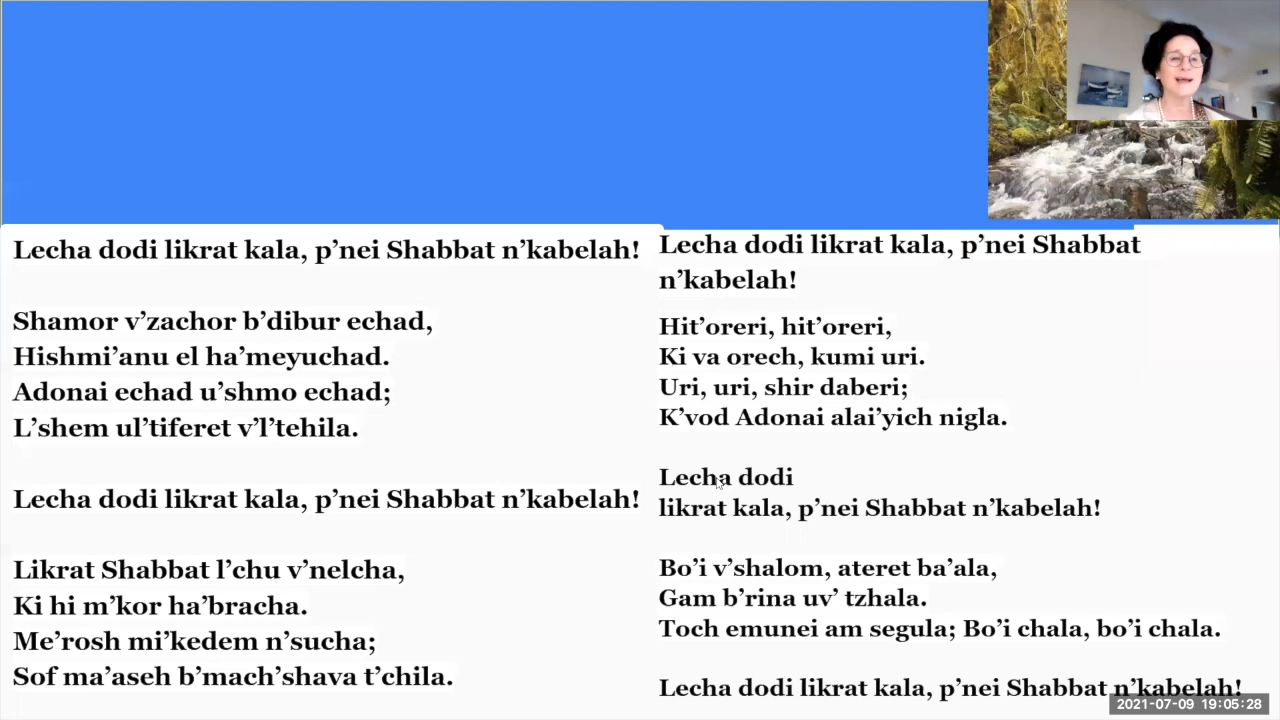 Lecha dodi likrat kala, p’nei Shabbat n’kabelah!
Shamor v’zachor b’dibur echad,
Hishmi’anu el ha’meyuchad.
Adonai echad u’shmo echad;
L’shem ul’tiferet v’l’tehila.
Lecha dodi likrat kala, p’nei Shabbat n’kabelah!
Likrat Shabbat l’chu v’nelcha,
Ki hi m’kor ha’bracha.
Me’rosh mi’kedem n’sucha;
Sof ma’aseh b’mach’shava t’chila.
Lecha dodi likrat kala, p’nei Shabbat
n’kabelah!
Hit’oreri, hit’oreri,
Ki va orech, kumi uri.
Uri, uri, shir daberi;
K’vod Adonai alai’yich nigla.
Lecha dodi
likrat kala, p’nei Shabbat n’kabelah!
Bo’i v’shalom, ateret ba’ala,
Gam b’rina uv’ tzhala.
Toch emunei am segula; Bo’i chala, bo’i chala.
Lecha dodi likrat kala, p’nei Shabbat n’kabelah!
2021-07-09 19:05:28